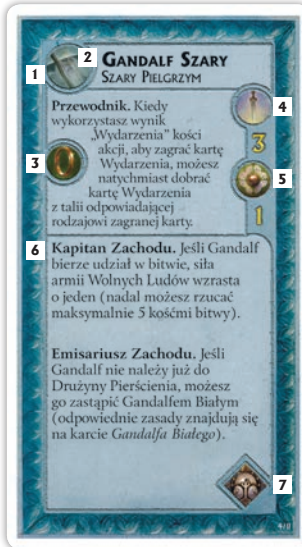 1
2
GANDALF SZARY
SZARY PIELGRZYM
Przewodnik. Kiedy
wykorzystasz wynik
„Wydarzenia” kości
akcji, aby zagrać kartę
Wydarzenia, możesz
natychmiast dobrać
kartę Wydarzenia
z talii odpowiadającej
rodzajowi zagranej karty.
3
4
3
5
1
6
Kapitan Zachodu. Jeśli Gandalf
bierze udział w bitwie, siła
armii Wolnych Ludów wzrasta
o jeden (nadal możesz rzucać
maksymalnie 5 kośćmi bitwy).
Emisariusz Zachodu. Jeśli
Gandalf nie należy już do
Drużyny Pierścienia, możesz
go zastąpić Gandalfem Białym
(odpowiednie zasady znajdują się
na karcie Gandalfa Białego).
7